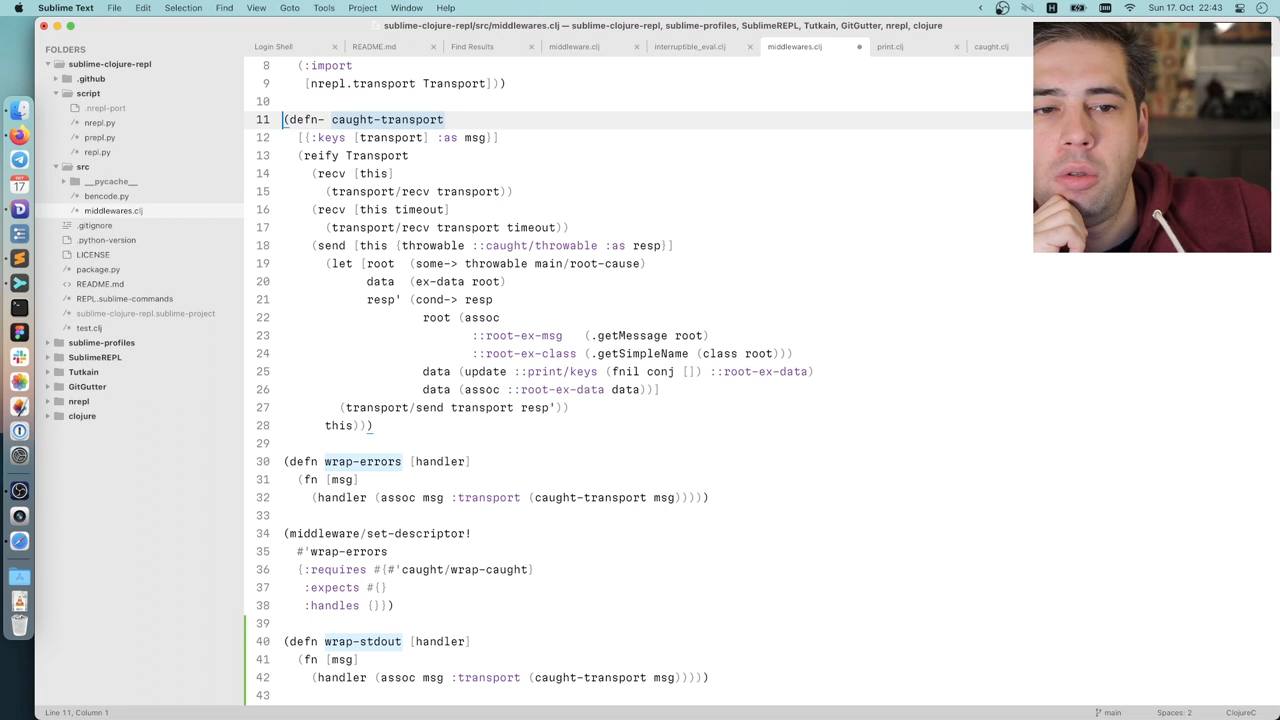 Sublime Text File Edit Selection Find View Goto Tools Project Window Help Sun 17. Oct 22:43
sublime-clojure-repl/src/middlewares.clj — sublime-clojure-repl, sublime-profiles, SublimeREPL, Tutkain, GitGutter, nrepl, clojure
Login Shell × README.md × Find Results × middleware.clj × interruptible_eval.clj × middlewares.clj ● print.clj × caught.clj
FOLDERS
sublime-clojure-repl
.github
script
.nrepl-port
nrepl.py
prepl.py
repl.py
src
__pycache__
bencode.py
middlewares.clj
.gitignore
.python-version
LICENSE
package.py
README.md
REPL.sublime-commands
sublime-clojure-repl.sublime-project
test.clj
sublime-profiles
SublimeREPL
Tutkain
GitGutter
nrepl
clojure
8 (:import
9 [nrepl.transport Transport]))
10
11 (defn- caught-transport
12 [{:keys [transport] :as msg}]
13 (reify Transport
14 (recv [this]
15 (transport/recv transport))
16 (recv [this timeout]
17 (transport/recv transport timeout))
18 (send [this {throwable ::caught/throwable :as resp}]
19 (let [root (some-> throwable main/root-cause)
20 data (ex-data root)
21 resp' (cond-> resp
22 root (assoc
23 ::root-ex-msg (.getMessage root)
24 ::root-ex-class (.getSimpleName (class root)))
25 data (update ::print/keys (fnil conj []) ::root-ex-data)
26 data (assoc ::root-ex-data data))]
27 (transport/send transport resp'))
28 this)))
29
30 (defn wrap-errors [handler]
31 (fn [msg]
32 (handler (assoc msg :transport (caught-transport msg)))))
33
34 (middleware/set-descriptor!
35 #'wrap-errors
36 {:requires #{#'caught/wrap-caught}
37 :expects #{}
38 :handles {}})
39
40 (defn wrap-stdout [handler]
41 (fn [msg]
42 (handler (assoc msg :transport (caught-transport msg)))))
43
Line 11, Column 1 main Spaces: 2 ClojureC